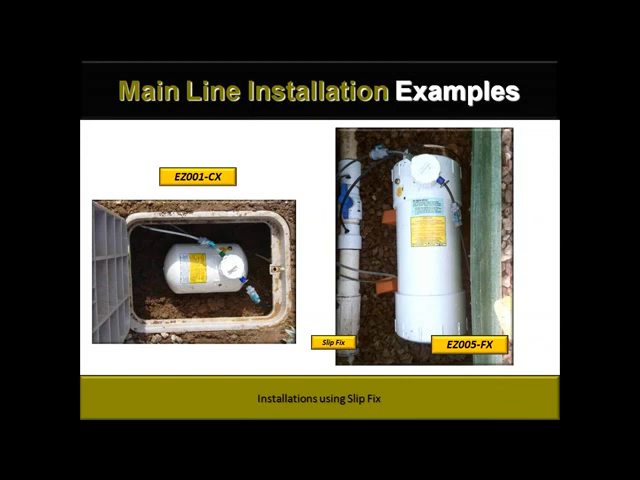 Main Line Installation Examples
EZ001-CX
Slip Fix
EZ005-FX
Installations using Slip Fix